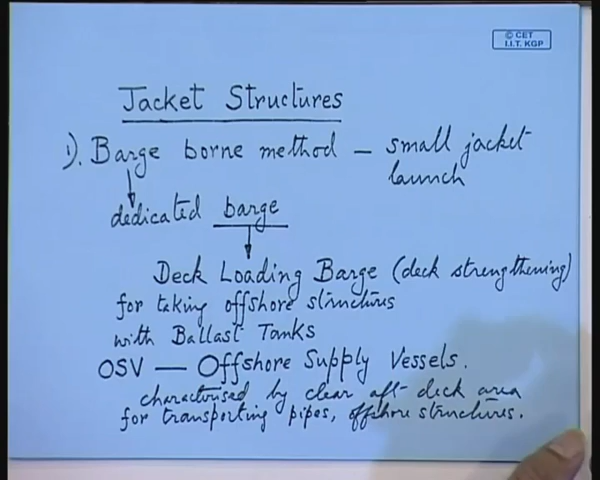 © CET
I.I.T. KGP
Jacket Structures
i). Barge borne method – small jacket
launch
dedicated barge
Deck Loading Barge (deck strengthening)
for taking offshore structures
with Ballast Tanks
OSV — Offshore Supply Vessels.
characterised by clear aft-deck area
for transporting pipes, offshore structures.